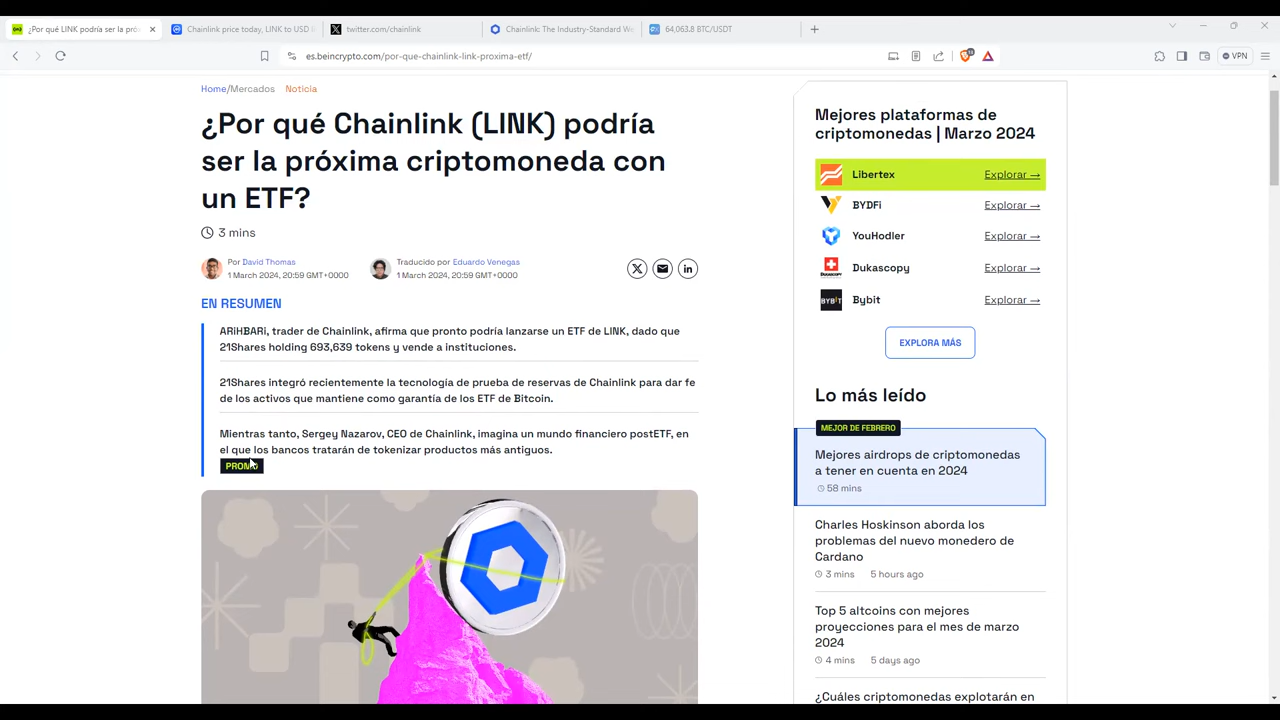 ¿Por qué LINK podría ser la pró
Chainlink price today, LINK to USD
twitter.com/chainlink
Chainlink: The Industry-Standard We
64,063.8 BTC/USDT
es.beincrypto.com/por-que-chainlink-link-proxima-etf/
VPN
Home/Mercados Noticia
¿Por qué Chainlink (LINK) podría
ser la próxima criptomoneda con
un ETF?
3 mins
Por David Thomas
1 March 2024, 20:59 GMT+0000
Traducido por Eduardo Venegas
1 March 2024, 20:59 GMT+0000
EN RESUMEN
ARiHBARi, trader de Chainlink, afirma que pronto podría lanzarse un ETF de LINK, dado que
21Shares holding 693,639 tokens y vende a instituciones.
21Shares integró recientemente la tecnología de prueba de reservas de Chainlink para dar fe
de los activos que mantiene como garantía de los ETF de Bitcoin.
Mientras tanto, Sergey Nazarov, CEO de Chainlink, imagina un mundo financiero postETF, en
el que los bancos tratarán de tokenizar productos más antiguos.
PROMO
Mejores plataformas de
criptomonedas | Marzo 2024
Libertex Explorar →
BYDFi Explorar →
YouHodler Explorar →
Dukascopy Explorar →
BYBIT Bybit Explorar →
EXPLORA MÁS
Lo más leído
MEJOR DE FEBRERO
Mejores airdrops de criptomonedas
a tener en cuenta en 2024
58 mins
Charles Hoskinson aborda los
problemas del nuevo monedero de
Cardano
3 mins 5 hours ago
Top 5 altcoins con mejores
proyecciones para el mes de marzo
2024
4 mins 5 days ago
¿Cuáles criptomonedas explotarán en